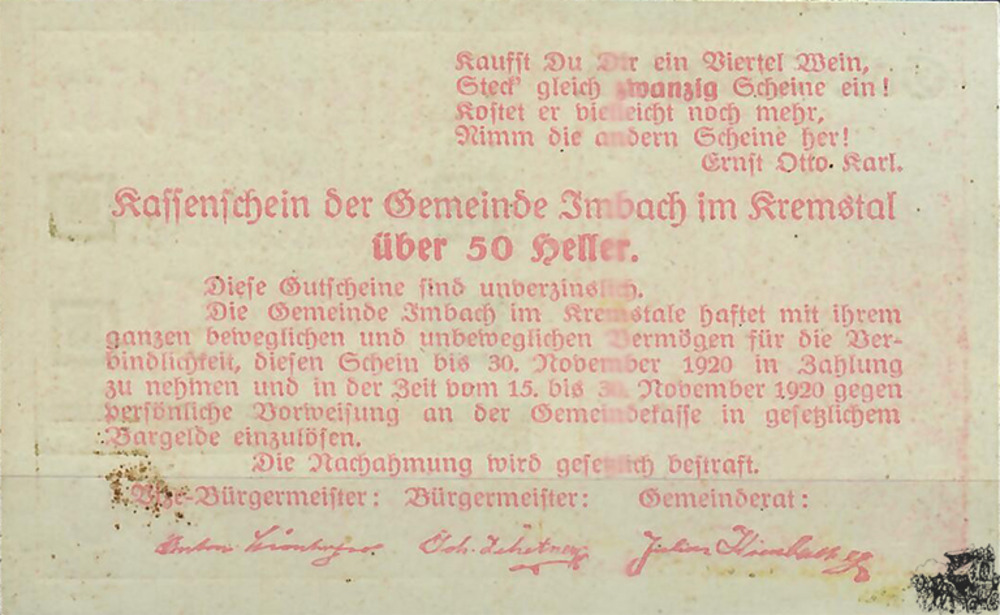 Kaufst Du Dir ein Viertel Wein,
Steck' gleich zwanzig Scheine ein!
Kostet er vielleicht noch mehr,
Nimm die andern Scheine her!
Ernst Otto Karl.
Kassenschein der Gemeinde Imbach im Kremstal
über 50 Heller.
Diese Gutscheine sind unverzinslich.
Die Gemeinde Imbach im Kremstale haftet mit ihrem
ganzen beweglichen und unbeweglichen Vermögen für die Ver-
bindlichkeit, diesen Schein bis 30. November 1920 in Zahlung
zu nehmen und in der Zeit vom 15. bis 30. November 1920 gegen
persönliche Vorweisung an der Gemeindekasse in gesetzlichem
Bargelde einzulösen.
Die Nachahmung wird gesetzlich bestraft.
Vize-Bürgermeister: Bürgermeister: Gemeinderat:
Anton Joh. Julius